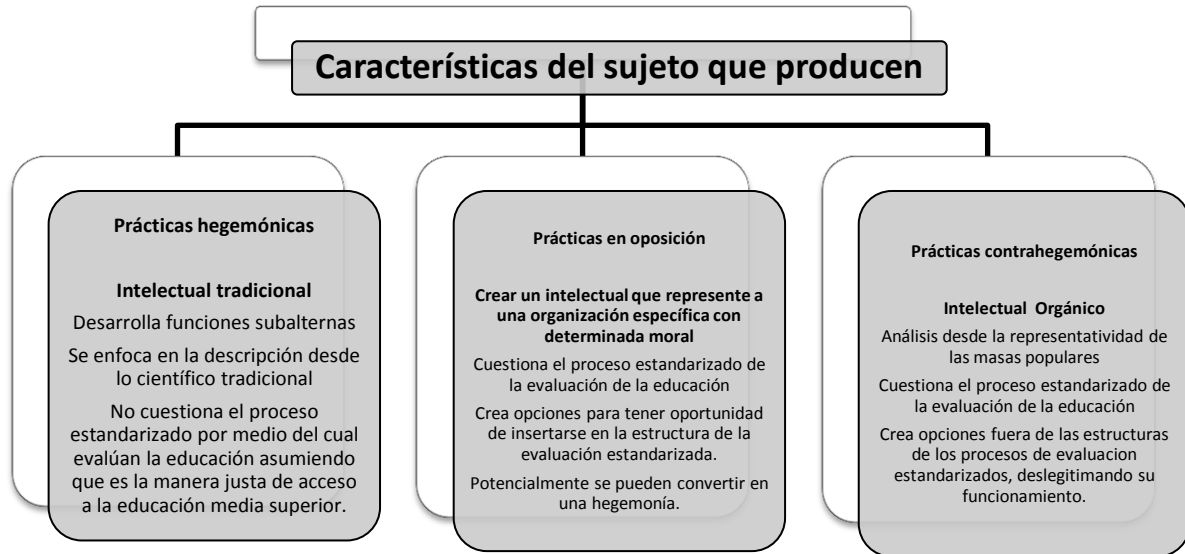 Características del sujeto que producen
Prácticas hegemónicas
Intelectual tradicional
Desarrolla funciones subalternas
Se enfoca en la descripción desde
lo científico tradicional
No cuestiona el proceso
estandarizado por medio del cual
evalúan la educación asumiendo
que es la manera justa de acceso
a la educación media superior.
Prácticas en oposición
Crear un intelectual que represente a
una organización específica con
determinada moral
Cuestiona el proceso estandarizado de
la evaluación de la educación
Crea opciones para tener oportunidad
de insertarse en la estructura de la
evaluación estandarizada.
Potencialmente se pueden convertir en
una hegemonía.
Prácticas contrahegemónicas
Intelectual Orgánico
Análisis desde la representatividad de
las masas populares
Cuestiona el proceso estandarizado de
la evaluación de la educación
Crea opciones fuera de las estructuras
de los procesos de evaluacion
estandarizados, deslegitimando su
funcionamiento.